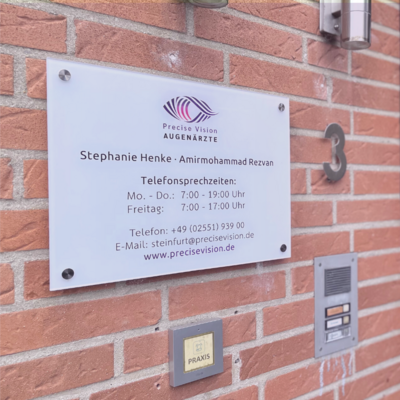 Precise Vision
AUGENÄRZTE
Stephanie Henke · Amirmohammad Rezvan
Telefonsprechzeiten:
Mo. - Do.: 7:00 - 19:00 Uhr
Freitag: 7:00 - 17:00 Uhr
Telefon: +49 (02551) 939 00
E-Mail: steinfurt@precisevision.de
www.precisevision.de
3
PRAXIS